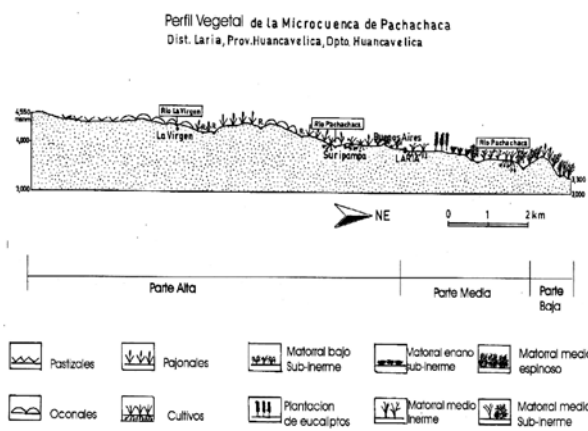 Perfil Vegetal de la Microcuenca de Pachachaca
Dist. Laria, Prov.Huancavelica, Dpto. Huancavelica
4,550
Río La Virgen
La Virgen
4,000
Río Pachachaca
Suripampa
Buenos Aires
LARIA
Río Pachachaca
3,000
NE
0 1 2 km
Parte Alta
Parte Media
Parte
Baja
Pastizales
Pajonales
Matorral bajo
Sub-inerme
Matorral enano
sub-inerme
Matorral medio
espinoso
Oconales
Cultivos
Plantacion
de eucaliptos
Matorral medio
Inerme
Matorral medio
Sub-inerme